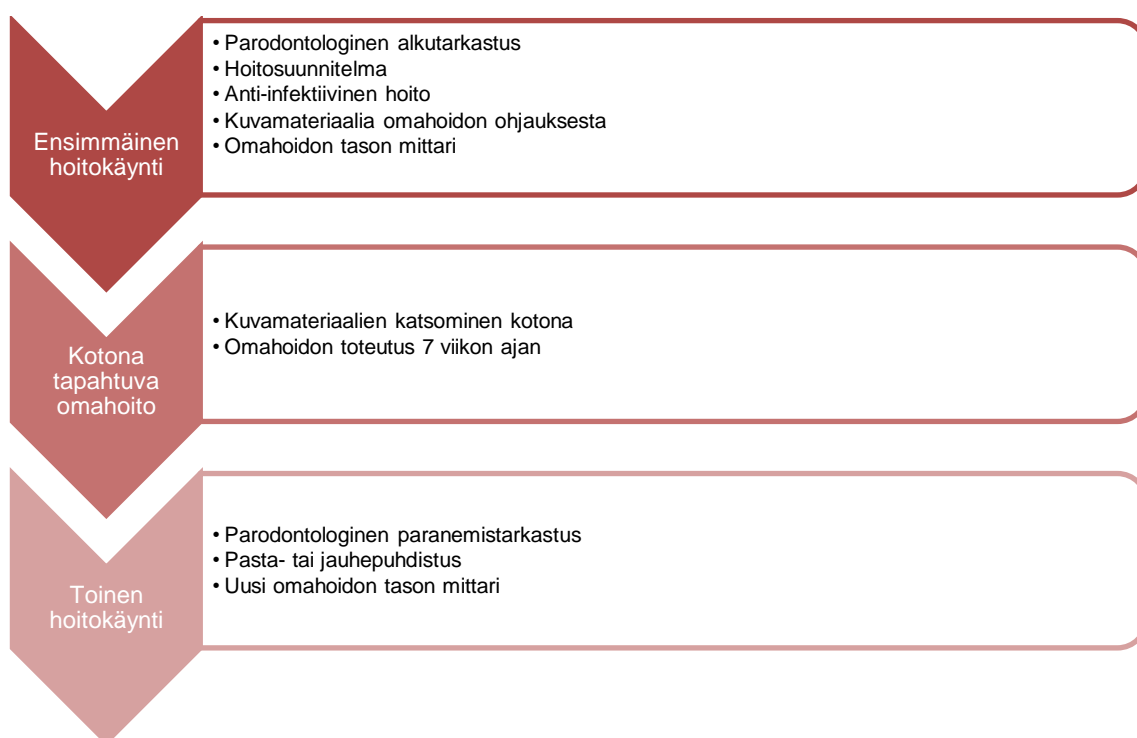 Ensimmäinen
hoitokäynti
• Parodontologinen alkutarkastus
• Hoitosuunnitelma
• Anti-infektiivinen hoito
• Kuvamateriaalia omahoidon ohjauksesta
• Omahoidon tason mittari
Kotona
tapahtuva
omahoito
• Kuvamateriaalien katsominen kotona
• Omahoidon toteutus 7 viikon ajan
Toinen
hoitokäynti
• Parodontologinen paranemistarkastus
• Pasta- tai jauhepuhdistus
• Uusi omahoidon tason mittari